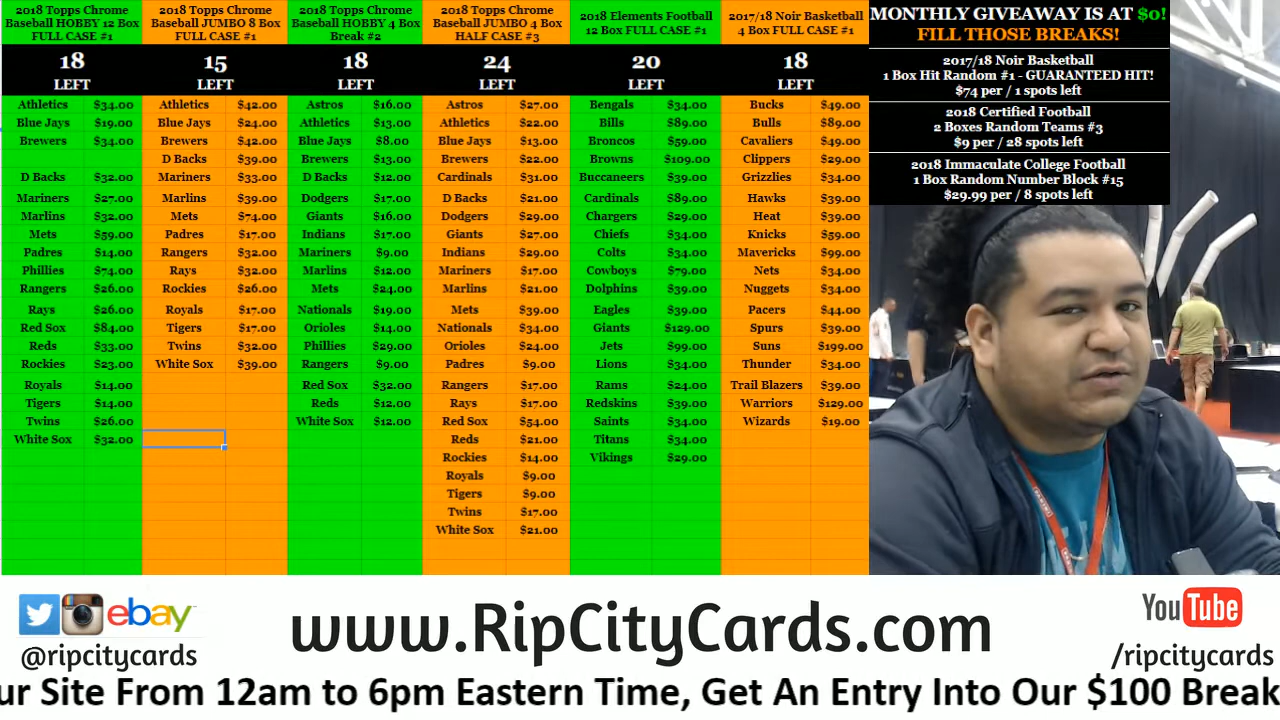 2018 Topps Chrome
Baseball HOBBY 12 Box
FULL CASE #1
18
LEFT
Athletics $34.00
Blue Jays $19.00
Brewers $34.00
D Backs $32.00
Mariners $27.00
Marlins $32.00
Mets $59.00
Padres $14.00
Phillies $74.00
Rangers $26.00
Rays $26.00
Red Sox $84.00
Reds $33.00
Rockies $23.00
Royals $14.00
Tigers $14.00
Twins $26.00
White Sox $32.00
2018 Topps Chrome
Baseball JUMBO 8 Box
FULL CASE #1
15
LEFT
Athletics $42.00
Blue Jays $24.00
Brewers $42.00
D Backs $39.00
Mariners $33.00
Marlins $39.00
Mets $74.00
Padres $17.00
Rangers $32.00
Rays $32.00
Rockies $26.00
Royals $17.00
Tigers $17.00
Twins $32.00
White Sox $39.00
2018 Topps Chrome
Baseball HOBBY 4 Box
Break #2
18
LEFT
Astros $16.00
Athletics $13.00
Blue Jays $8.00
Brewers $13.00
D Backs $12.00
Dodgers $17.00
Giants $16.00
Indians $17.00
Mariners $9.00
Marlins $12.00
Mets $24.00
Nationals $19.00
Orioles $14.00
Phillies $29.00
Rangers $9.00
Red Sox $32.00
Reds $12.00
White Sox $12.00
2018 Topps Chrome
Baseball JUMBO 4 Box
HALF CASE #3
24
LEFT
Astros $27.00
Athletics $22.00
Blue Jays $13.00
Brewers $22.00
Cardinals $31.00
D Backs $21.00
Dodgers $29.00
Giants $27.00
Indians $29.00
Mariners $17.00
Marlins $21.00
Mets $39.00
Nationals $34.00
Orioles $24.00
Padres $9.00
Rangers $17.00
Rays $17.00
Red Sox $54.00
Reds $21.00
Rockies $14.00
Royals $9.00
Tigers $9.00
Twins $17.00
White Sox $21.00
2018 Elements Football
12 Box FULL CASE #1
20
LEFT
Bengals $34.00
Bills $89.00
Broncos $59.00
Browns $109.00
Buccaneers $39.00
Cardinals $89.00
Chargers $29.00
Chiefs $34.00
Colts $34.00
Cowboys $79.00
Dolphins $39.00
Eagles $39.00
Giants $129.00
Jets $99.00
Lions $34.00
Rams $24.00
Redskins $39.00
Saints $34.00
Titans $34.00
Vikings $29.00
2017/18 Noir Basketball
4 Box FULL CASE #1
18
LEFT
Bucks $49.00
Bulls $89.00
Cavaliers $49.00
Clippers $29.00
Grizzlies $34.00
Hawks $39.00
Heat $39.00
Knicks $59.00
Mavericks $99.00
Nets $34.00
Nuggets $34.00
Pacers $44.00
Spurs $39.00
Suns $199.00
Thunder $34.00
Trail Blazers $39.00
Warriors $129.00
Wizards $19.00
MONTHLY GIVEAWAY IS AT $0!
FILL THOSE BREAKS!
2017/18 Noir Basketball
1 Box Hit Random #1 - GUARANTEED HIT!
$74 per / 1 spots left
2018 Certified Football
2 Boxes Random Teams #3
$9 per / 28 spots left
2018 Immaculate College Football
1 Box Random Number Block #15
$29.99 per / 8 spots left
PANINI
ebay
@ripcitycards
www.RipCityCards.com
YouTube
/ripcitycards
ur Site From 12am to 6pm Eastern Time, Get An Entry Into Our $100 Break